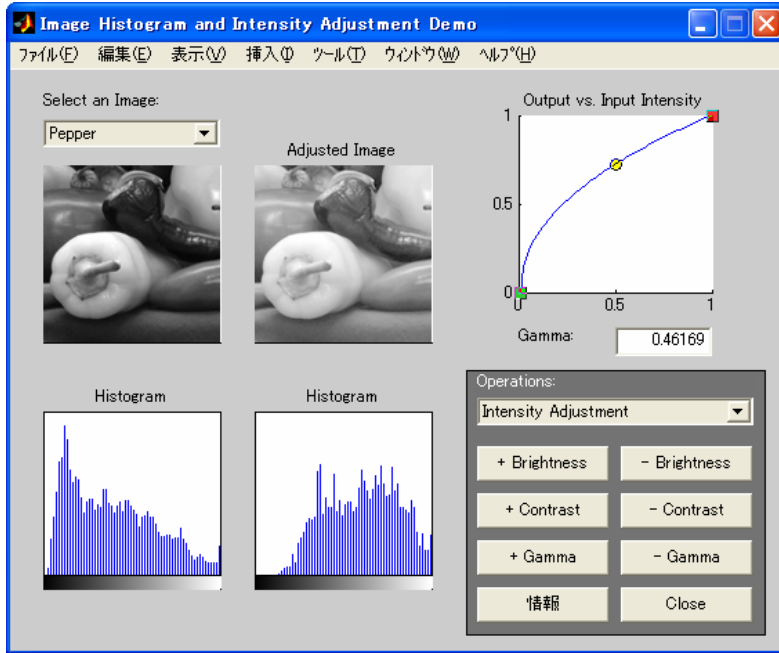 Image Histogram and Intensity Adjustment Demo
ファイル(F) 編集(E) 表示(V) 挿入(I) ツール(T) ウィンドウ(W) ヘルプ(H)
Select an Image:
Pepper
Adjusted Image
Output vs. Input Intensity
1
0.5
0
0 0.5 1
Gamma: 0.46169
Histogram
Histogram
Operations:
Intensity Adjustment
+ Brightness - Brightness
+ Contrast - Contrast
+ Gamma - Gamma
情報 Close